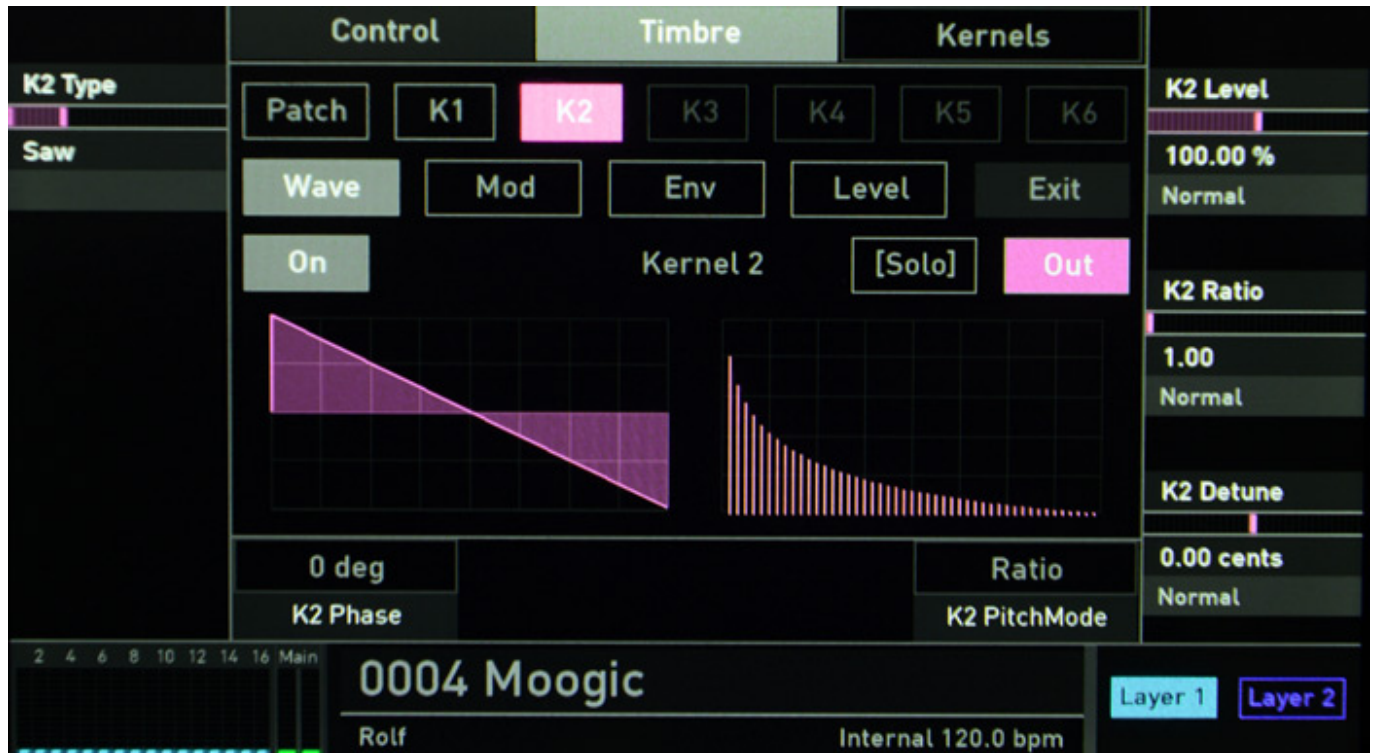 Control Timbre Kernels
K2 Type
Saw
Patch K1 K2 K3 K4 K5 K6
Wave Mod Env Level Exit
On Kernel 2 [Solo] Out
K2 Level
100.00 %
Normal
K2 Ratio
1.00
Normal
K2 Detune
0.00 cents
Normal
0 deg Ratio
K2 Phase K2 PitchMode
2 4 6 8 10 12 14 16 Main
0004 Moogic
Rolf Internal 120.0 bpm
Layer 1 Layer 2